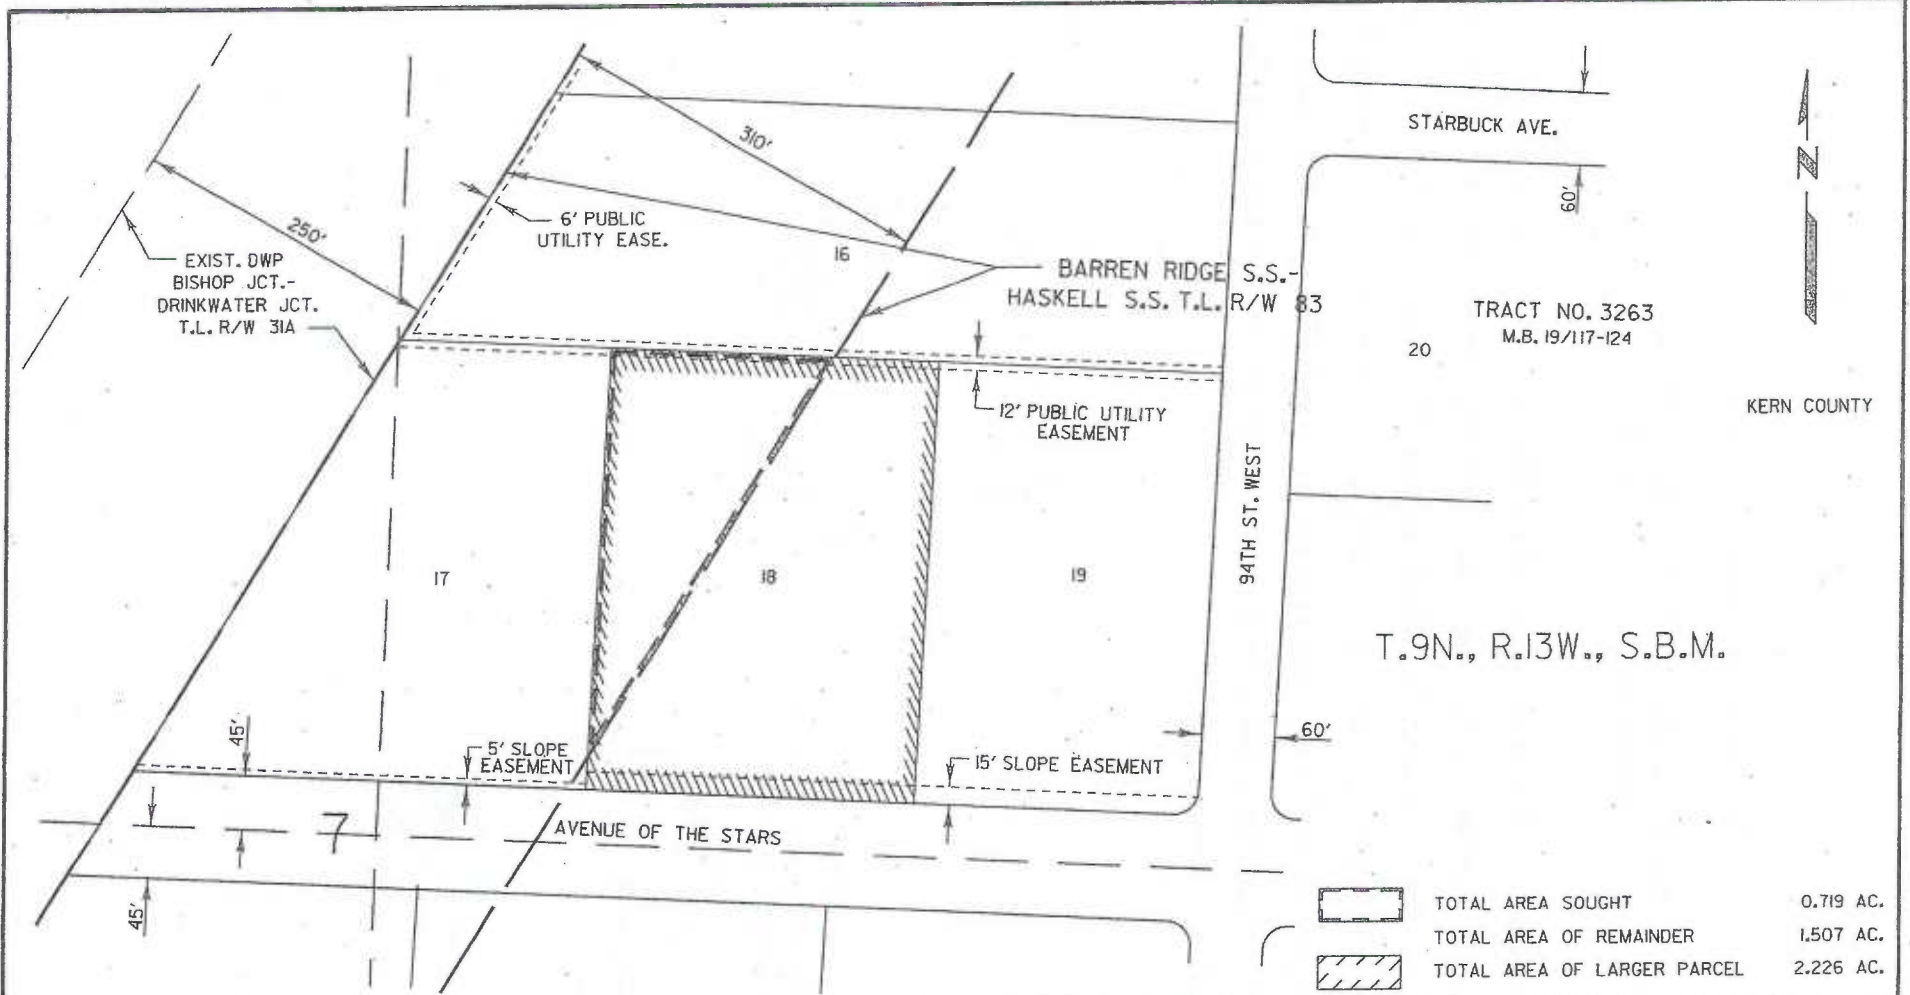 STARBUCK AVE.
N
310'
60'
250'
6' PUBLIC
UTILITY EASE.
16
EXIST. DWP
BISHOP JCT.-
DRINKWATER JCT.
T.L. R/W 31A
BARREN RIDGE S.S.-
HASKELL S.S. T.L. R/W 83
TRACT NO. 3263
M.B. 19/117-124
20
KERN COUNTY
12' PUBLIC UTILITY
EASEMENT
94TH ST. WEST
17
18
19
T.9N., R.13W., S.B.M.
45'
5' SLOPE
EASEMENT
15' SLOPE EASEMENT
60'
7
AVENUE OF THE STARS
45'
TOTAL AREA SOUGHT 0.719 AC.
TOTAL AREA OF REMAINDER 1.507 AC.
TOTAL AREA OF LARGER PARCEL 2.226 AC.